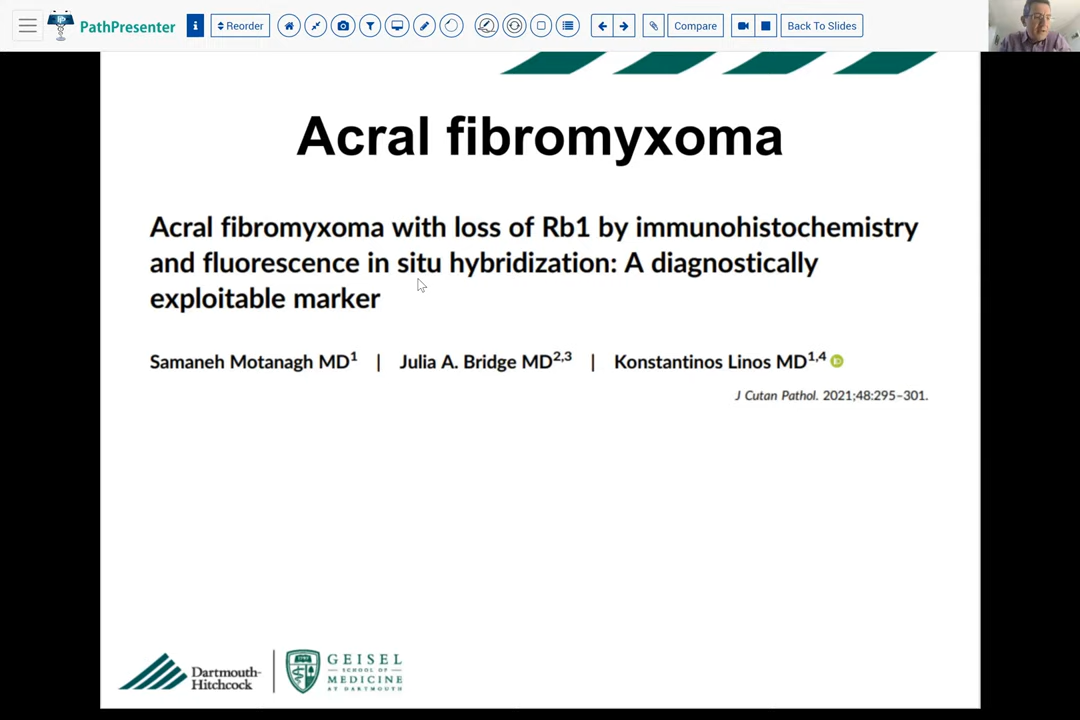 PathPresenter
Reorder
Compare
Back To Slides
Acral fibromyxoma
Acral fibromyxoma with loss of Rb1 by immunohistochemistry
and fluorescence in situ hybridization: A diagnostically
exploitable marker
Samaneh Motanagh MD1 | Julia A. Bridge MD2,3 | Konstantinos Linos MD1,4
J Cutan Pathol. 2021;48:295–301.
Dartmouth-
Hitchcock
GEISEL
SCHOOL OF
MEDICINE
AT DARTMOUTH